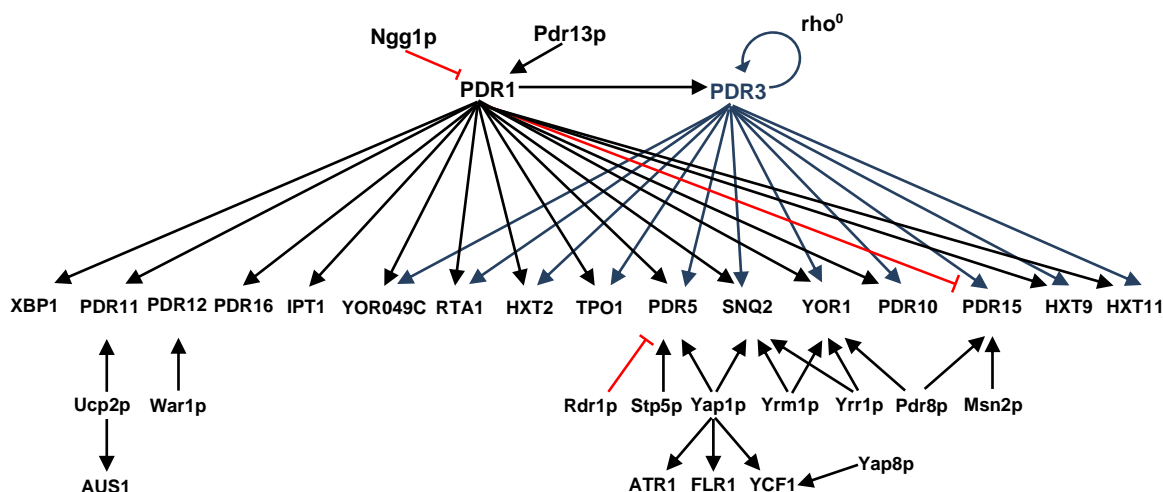 rho⁰
Ngg1p Pdr13p
PDR1 PDR3
XBP1 PDR11 PDR12 PDR16 IPT1 YOR049C RTA1 HXT2 TPO1 PDR5 SNQ2 YOR1 PDR10 PDR15 HXT9 HXT11
Ucp2p War1p Rdr1p Stp5p Yap1p Yrm1p Yrr1p Pdr8p Msn2p
Yap8p
AUS1 ATR1 FLR1 YCF1